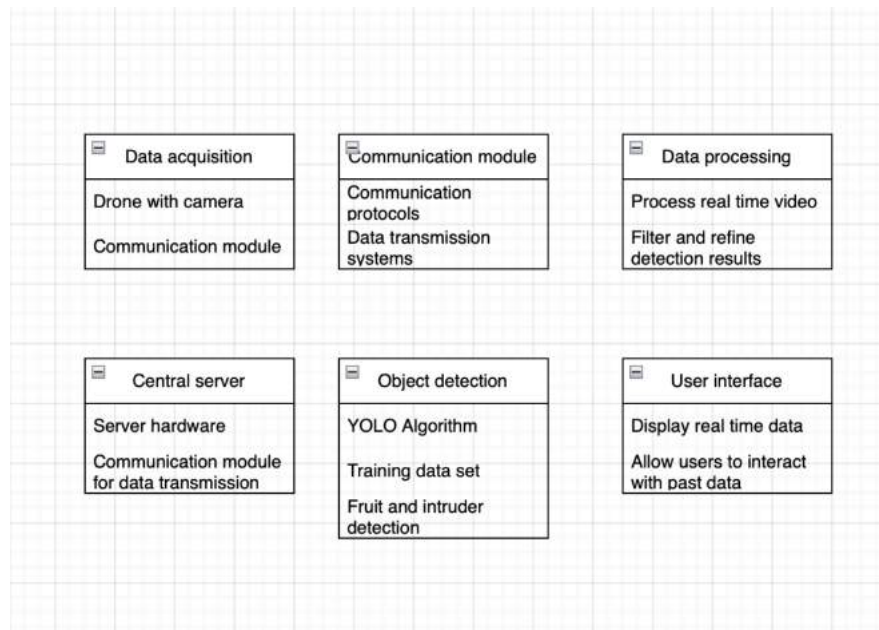 Data acquisition
Drone with camera
Communication module
Communication module
Communication
protocols
Data transmission
systems
Data processing
Process real time video
Filter and refine
detection results
Central server
Server hardware
Communication module
for data transmission
Object detection
YOLO Algorithm
Training data set
Fruit and intruder
detection
User interface
Display real time data
Allow users to interact
with past data